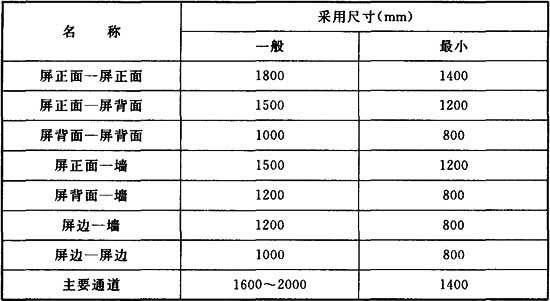 名 称 采用尺寸(mm)
一般 最小
屏正面—屏正面 1800 1400
屏正面—屏背面 1500 1200
屏背面—屏背面 1000 800
屏正面—墙 1500 1200
屏背面—墙 1200 800
屏边—墙 1200 800
屏边—屏边 1000 800
主要通道 1600~2000 1400